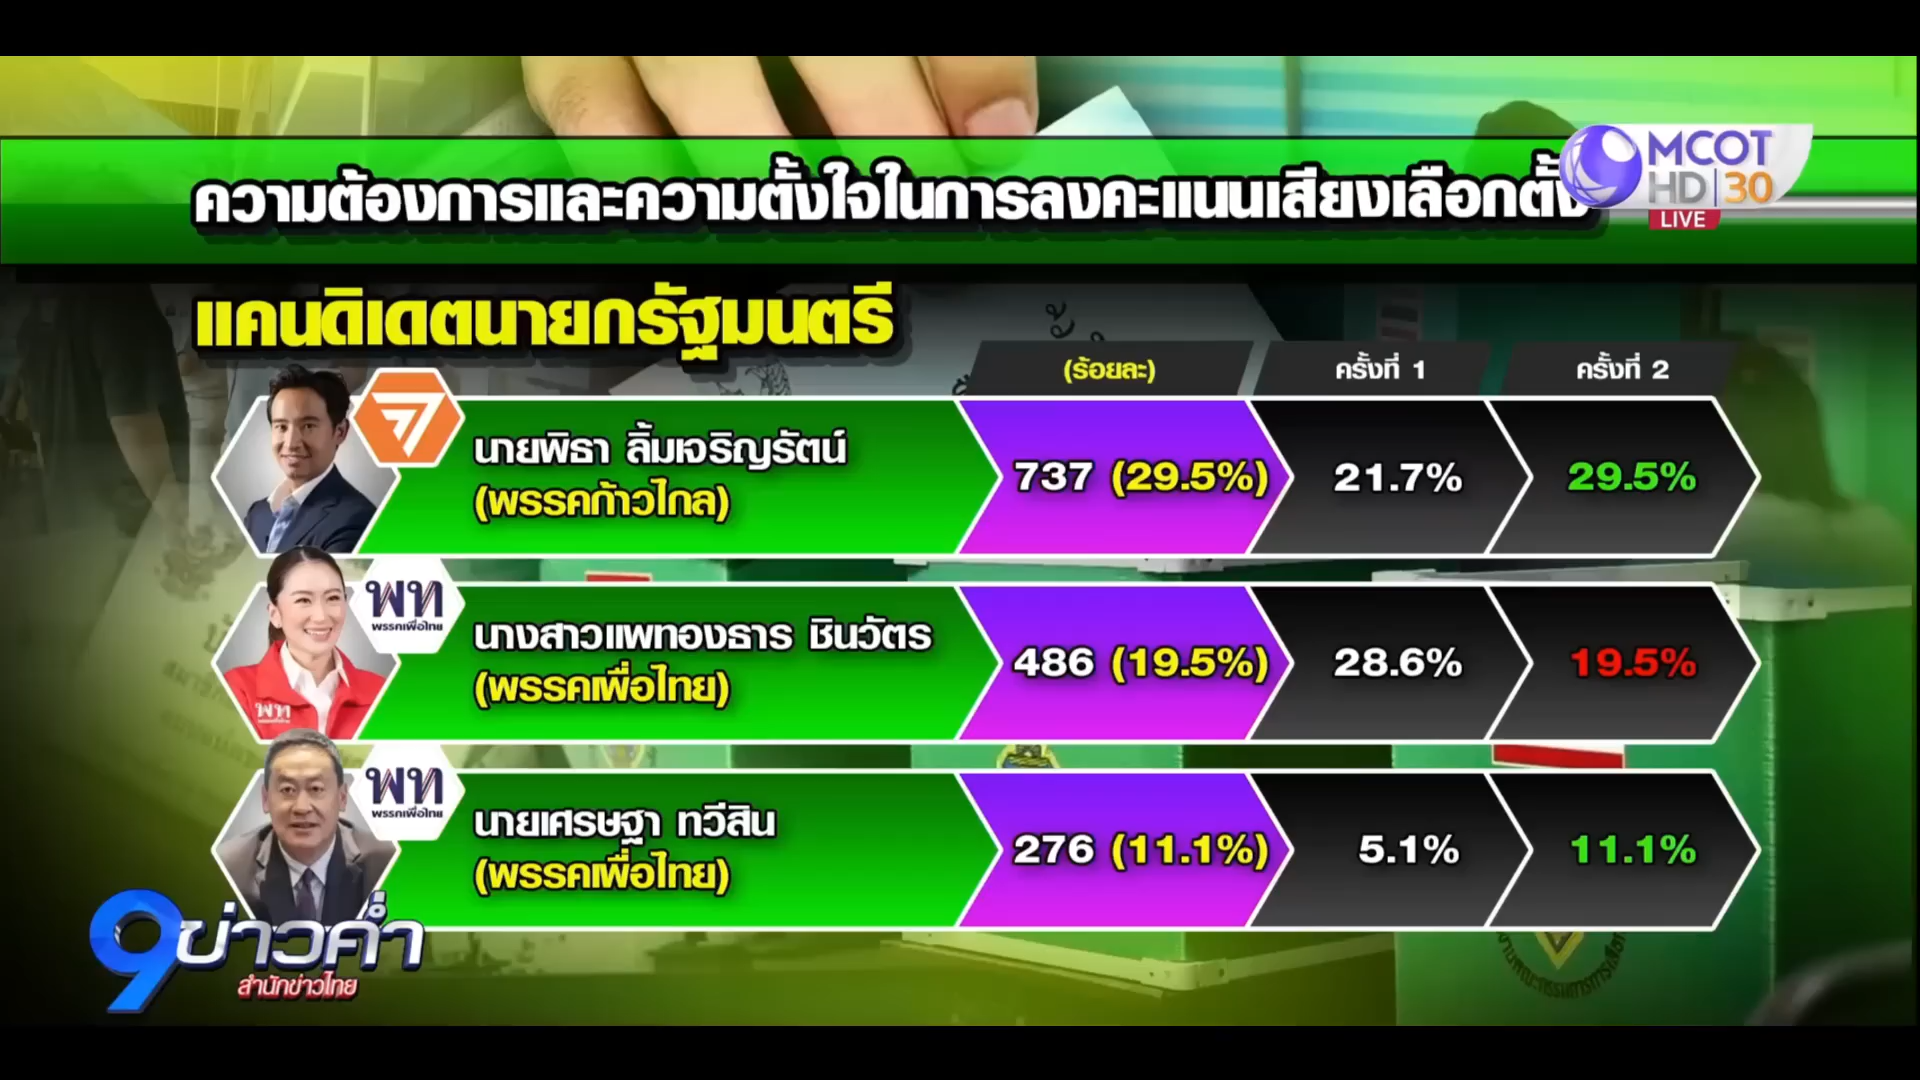 ความต้องการและความตั้งใจในการลงคะแนนเสียงเลือกตั้ง
MCOT
HD 30
LIVE
แคนดิเดตนายกรัฐมนตรี
(ร้อยละ) ครั้งที่ 1 ครั้งที่ 2
นายพิธา ลิ้มเจริญรัตน์
(พรรคก้าวไกล)
737 (29.5%) 21.7% 29.5%
พท
พรรคเพื่อไทย
นางสาวแพทองธาร ชินวัตร
(พรรคเพื่อไทย)
พท
486 (19.5%) 28.6% 19.5%
พท
พรรคเพื่อไทย
นายเศรษฐา ทวีสิน
(พรรคเพื่อไทย)
276 (11.1%) 5.1% 11.1%
9ข่าวค่ำ
สำนักข่าวไทย